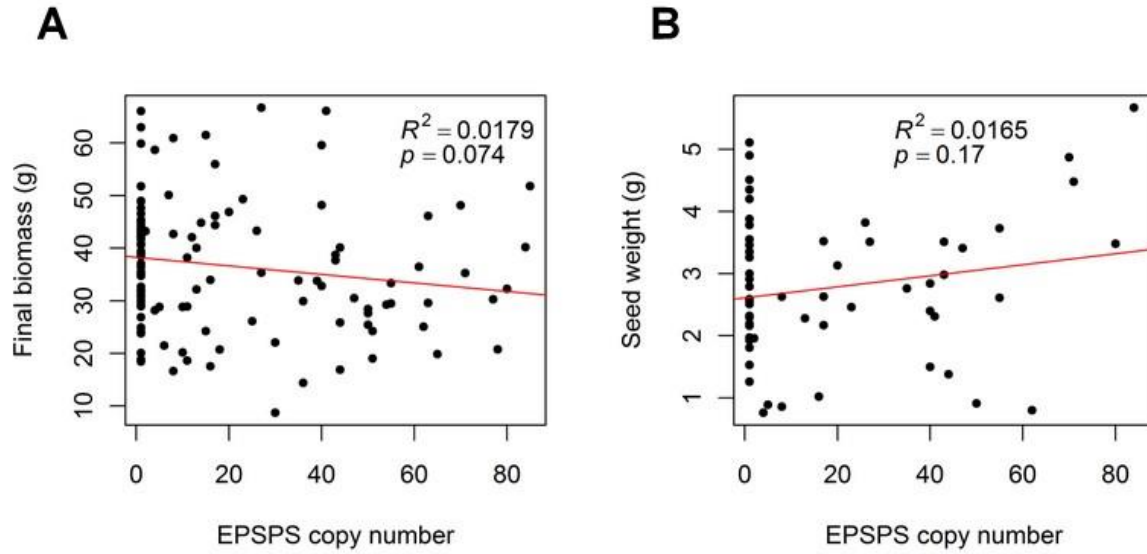 A
Final biomass (g)
60
50
40
30
20
10
R² = 0.0179
p = 0.074
0 20 40 60 80
EPSPS copy number
B
Seed weight (g)
5
4
3
2
1
R² = 0.0165
p = 0.17
0 20 40 60 80
EPSPS copy number